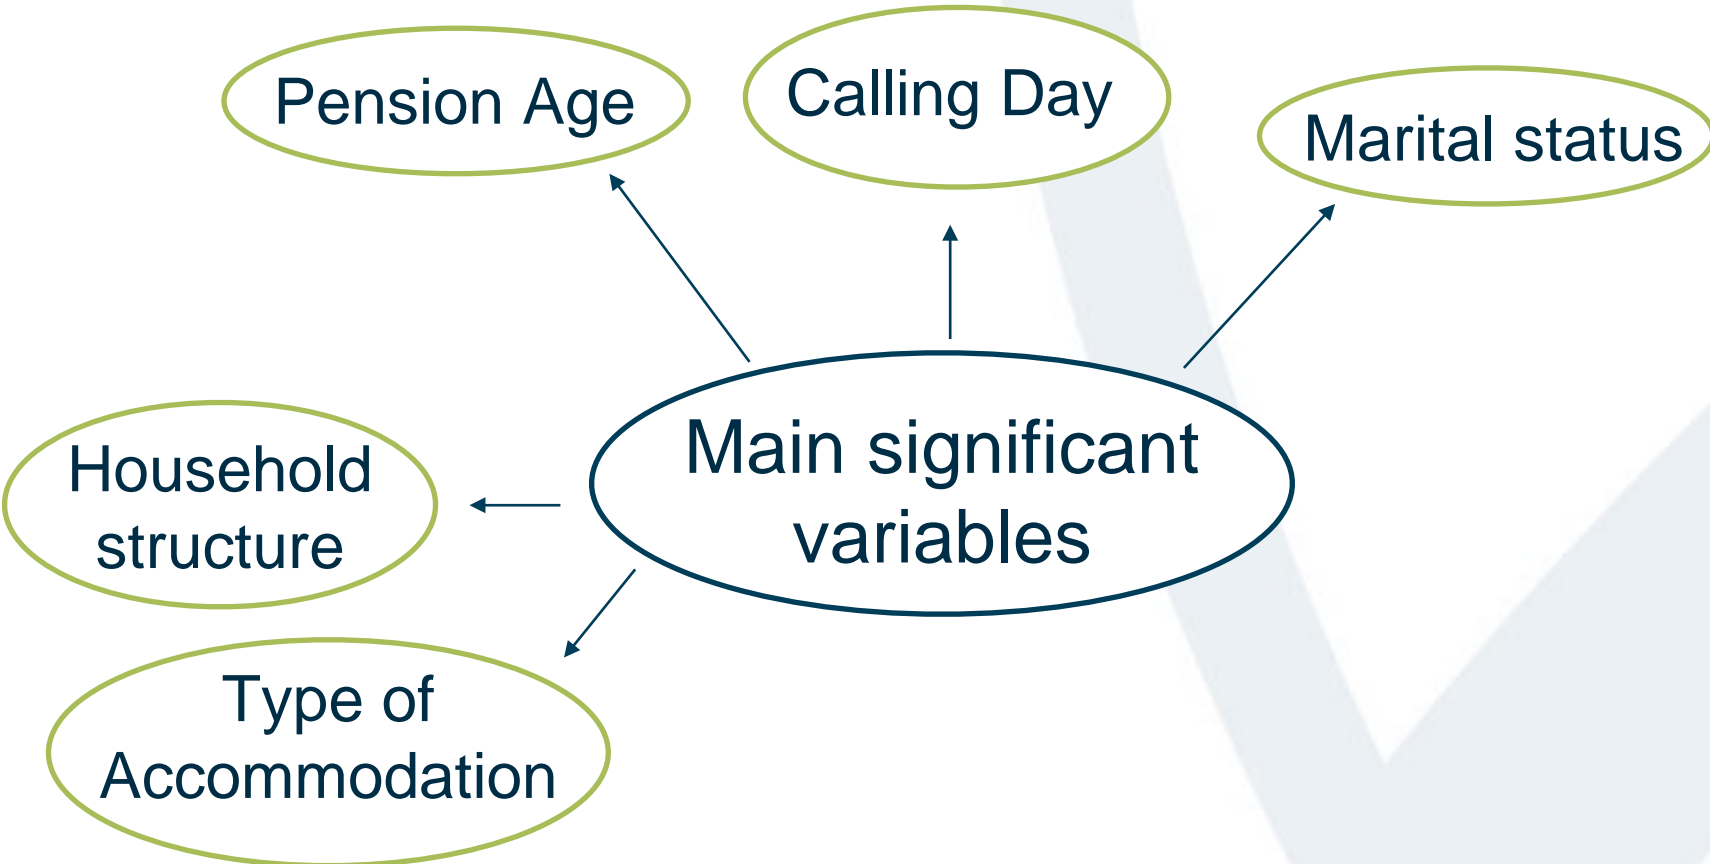 Pension Age
Calling Day
Marital status
Main significant
variables
Household
structure
Type of
Accommodation